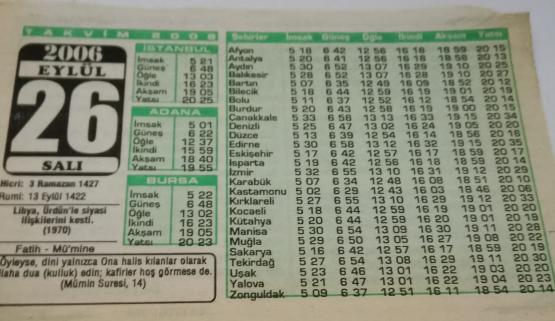 TAKVİM 2006
2006
EYLÜL
26
SALI
Hicri: 3 Ramazan 1427
Rumi: 13 Eylül 1422
Libya, Ürdün'le siyasi
ilişkilerini kesti.
(1970)
Fatih - Mü'mine
Öyleyse, dini yalnızca Ona halis kılanlar olarak
llaha dua (kulluk) edin; kafirler hoş görmese de.
(Mümin Suresi, 14)
İSTANBUL
İmsak 5 21
Güneş 6 48
Öğle 13 03
İkindi 16 23
Akşam 19 05
Yatsı 20 25
ADANA
İmsak 5 01
Güneş 6 22
Öğle 12 37
İkindi 15 59
Akşam 18 40
Yatsı 19 55
BURSA
İmsak 5 22
Güneş 6 48
Öğle 13 02
İkindi 16 23
Akşam 19 05
Yatsı 20 23
Şehirler İmsak Güneş Öğle İkindi Akşam Yatsı
Afyon 5 18 6 42 12 56 16 18 18 59 20 15
Antalya 5 20 6 41 12 56 16 18 18 58 20 13
Aydın 5 30 6 52 13 07 16 29 19 10 20 25
Balıkesir 5 28 6 52 13 07 16 28 19 10 20 27
Bartın 5 07 6 35 12 49 16 09 18 52 20 12
Bilecik 5 18 6 44 12 59 16 19 19 01 20 19
Bolu 5 11 6 37 12 52 16 12 18 54 20 14
Burdur 5 20 6 43 12 58 16 19 19 00 20 15
Çanakkale 5 33 6 58 13 13 16 33 19 15 20 34
Denizli 5 25 6 47 13 02 16 24 19 05 20 20
Düzce 5 13 6 39 12 54 16 14 18 56 20 16
Edirne 5 30 6 58 13 12 16 32 19 15 20 35
Eskişehir 5 17 6 42 12 57 16 17 18 59 20 17
Isparta 5 19 6 42 12 56 16 18 18 59 20 14
İzmir 5 32 6 55 13 10 16 31 19 12 20 29
Karabük 5 07 6 34 12 48 16 08 18 51 20 10
Kastamonu 5 02 6 29 12 43 16 03 18 46 20 06
Kırklareli 5 27 6 55 13 10 16 29 19 12 20 33
Kocaeli 5 18 6 44 12 59 16 19 19 01 20 20
Kütahya 5 20 6 44 12 59 16 20 19 01 20 19
Manisa 5 30 6 54 13 09 16 30 19 11 20 28
Muğla 5 29 6 50 13 05 16 27 19 08 20 22
Sakarya 5 16 6 42 12 57 16 17 18 59 20 19
Tekirdağ 5 27 6 54 13 08 16 29 19 11 20 30
Uşak 5 23 6 46 13 01 16 22 19 03 20 20
Yalova 5 21 6 47 13 01 16 22 19 04 20 23
Zonguldak 5 09 6 37 12 51 16 11 18 54 20 14